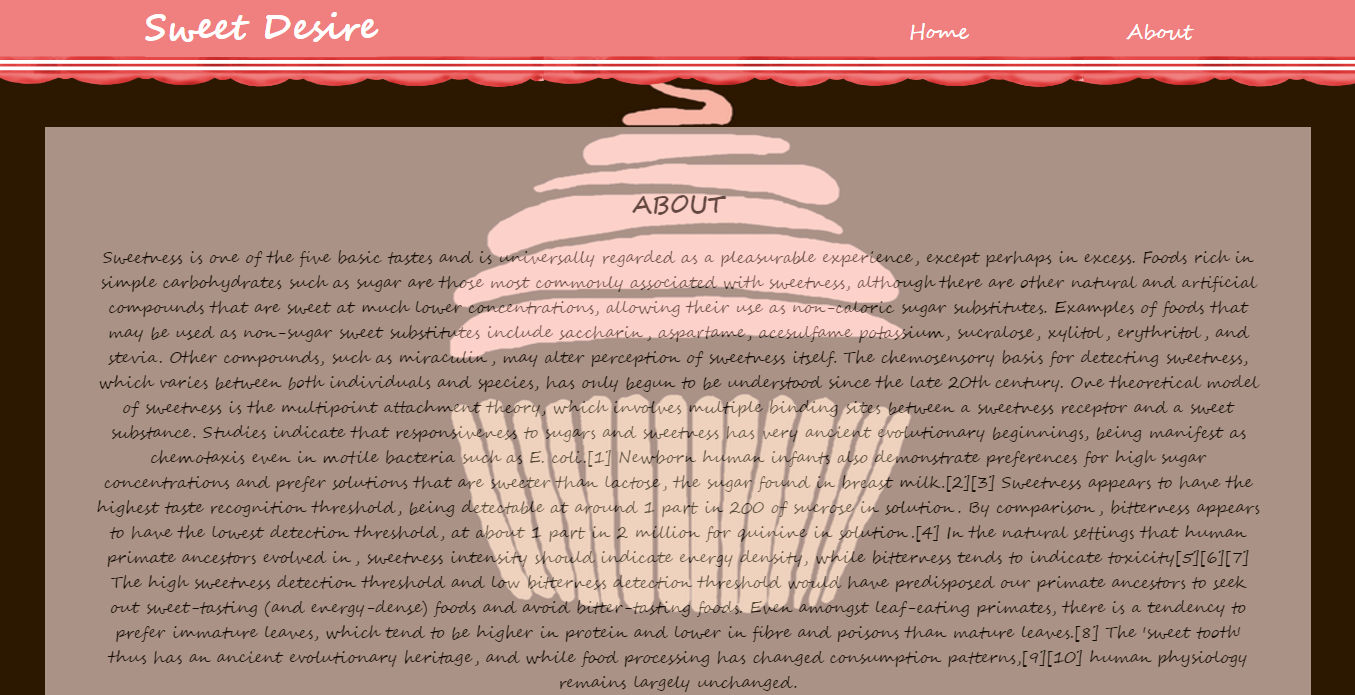 Sweet Desire
Home
About
ABOUT
Sweetness is one of the five basic tastes and is universally regarded as a pleasurable experience, except perhaps in excess. Foods rich in
simple carbohydrates such as sugar are those most commonly associated with sweetness, although there are other natural and artificial
compounds that are sweet at much lower concentrations, allowing their use as non-caloric sugar substitutes. Examples of foods that
may be used as non-sugar sweet substitutes include saccharin, aspartame, acesulfame potassium, sucralose, xylitol, erythritol, and
stevia. Other compounds, such as miraculin, may alter perception of sweetness itself. The chemosensory basis for detecting sweetness,
which varies between both individuals and species, has only begun to be understood since the late 20th century. One theoretical model
of sweetness is the multipoint attachment theory, which involves multiple binding sites between a sweetness receptor and a sweet
substance. Studies indicate that responsiveness to sugars and sweetness has very ancient evolutionary beginnings, being manifest as
chemotaxis even in motile bacteria such as E. coli.[1] Newborn human infants also demonstrate preferences for high sugar
concentrations and prefer solutions that are sweeter than lactose, the sugar found in breast milk.[2][3] Sweetness appears to have the
highest taste recognition threshold, being detectable at around 1 part in 200 of sucrose in solution. By comparison, bitterness appears
to have the lowest detection threshold, at about 1 part in 2 million for quinine in solution.[4] In the natural settings that human
primate ancestors evolved in, sweetness intensity should indicate energy density, while bitterness tends to indicate toxicity[5][6][7]
The high sweetness detection threshold and low bitterness detection threshold would have predisposed our primate ancestors to seek
out sweet-tasting (and energy-dense) foods and avoid bitter-tasting foods. Even amongst leaf-eating primates, there is a tendency to
prefer immature leaves, which tend to be higher in protein and lower in fibre and poisons than mature leaves.[8] The 'sweet tooth'
thus has an ancient evolutionary heritage, and while food processing has changed consumption patterns,[9][10] human physiology
remains largely unchanged.